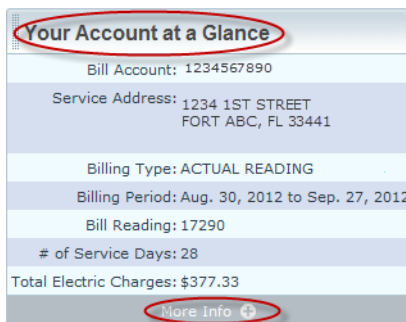 Your Account at a Glance
Bill Account: 1234567890
Service Address: 1234 1ST STREET
FORT ABC, FL 33441
Billing Type: ACTUAL READING
Billing Period: Aug. 30, 2012 to Sep. 27, 2012
Bill Reading: 17290
# of Service Days: 28
Total Electric Charges: $377.33
More Info